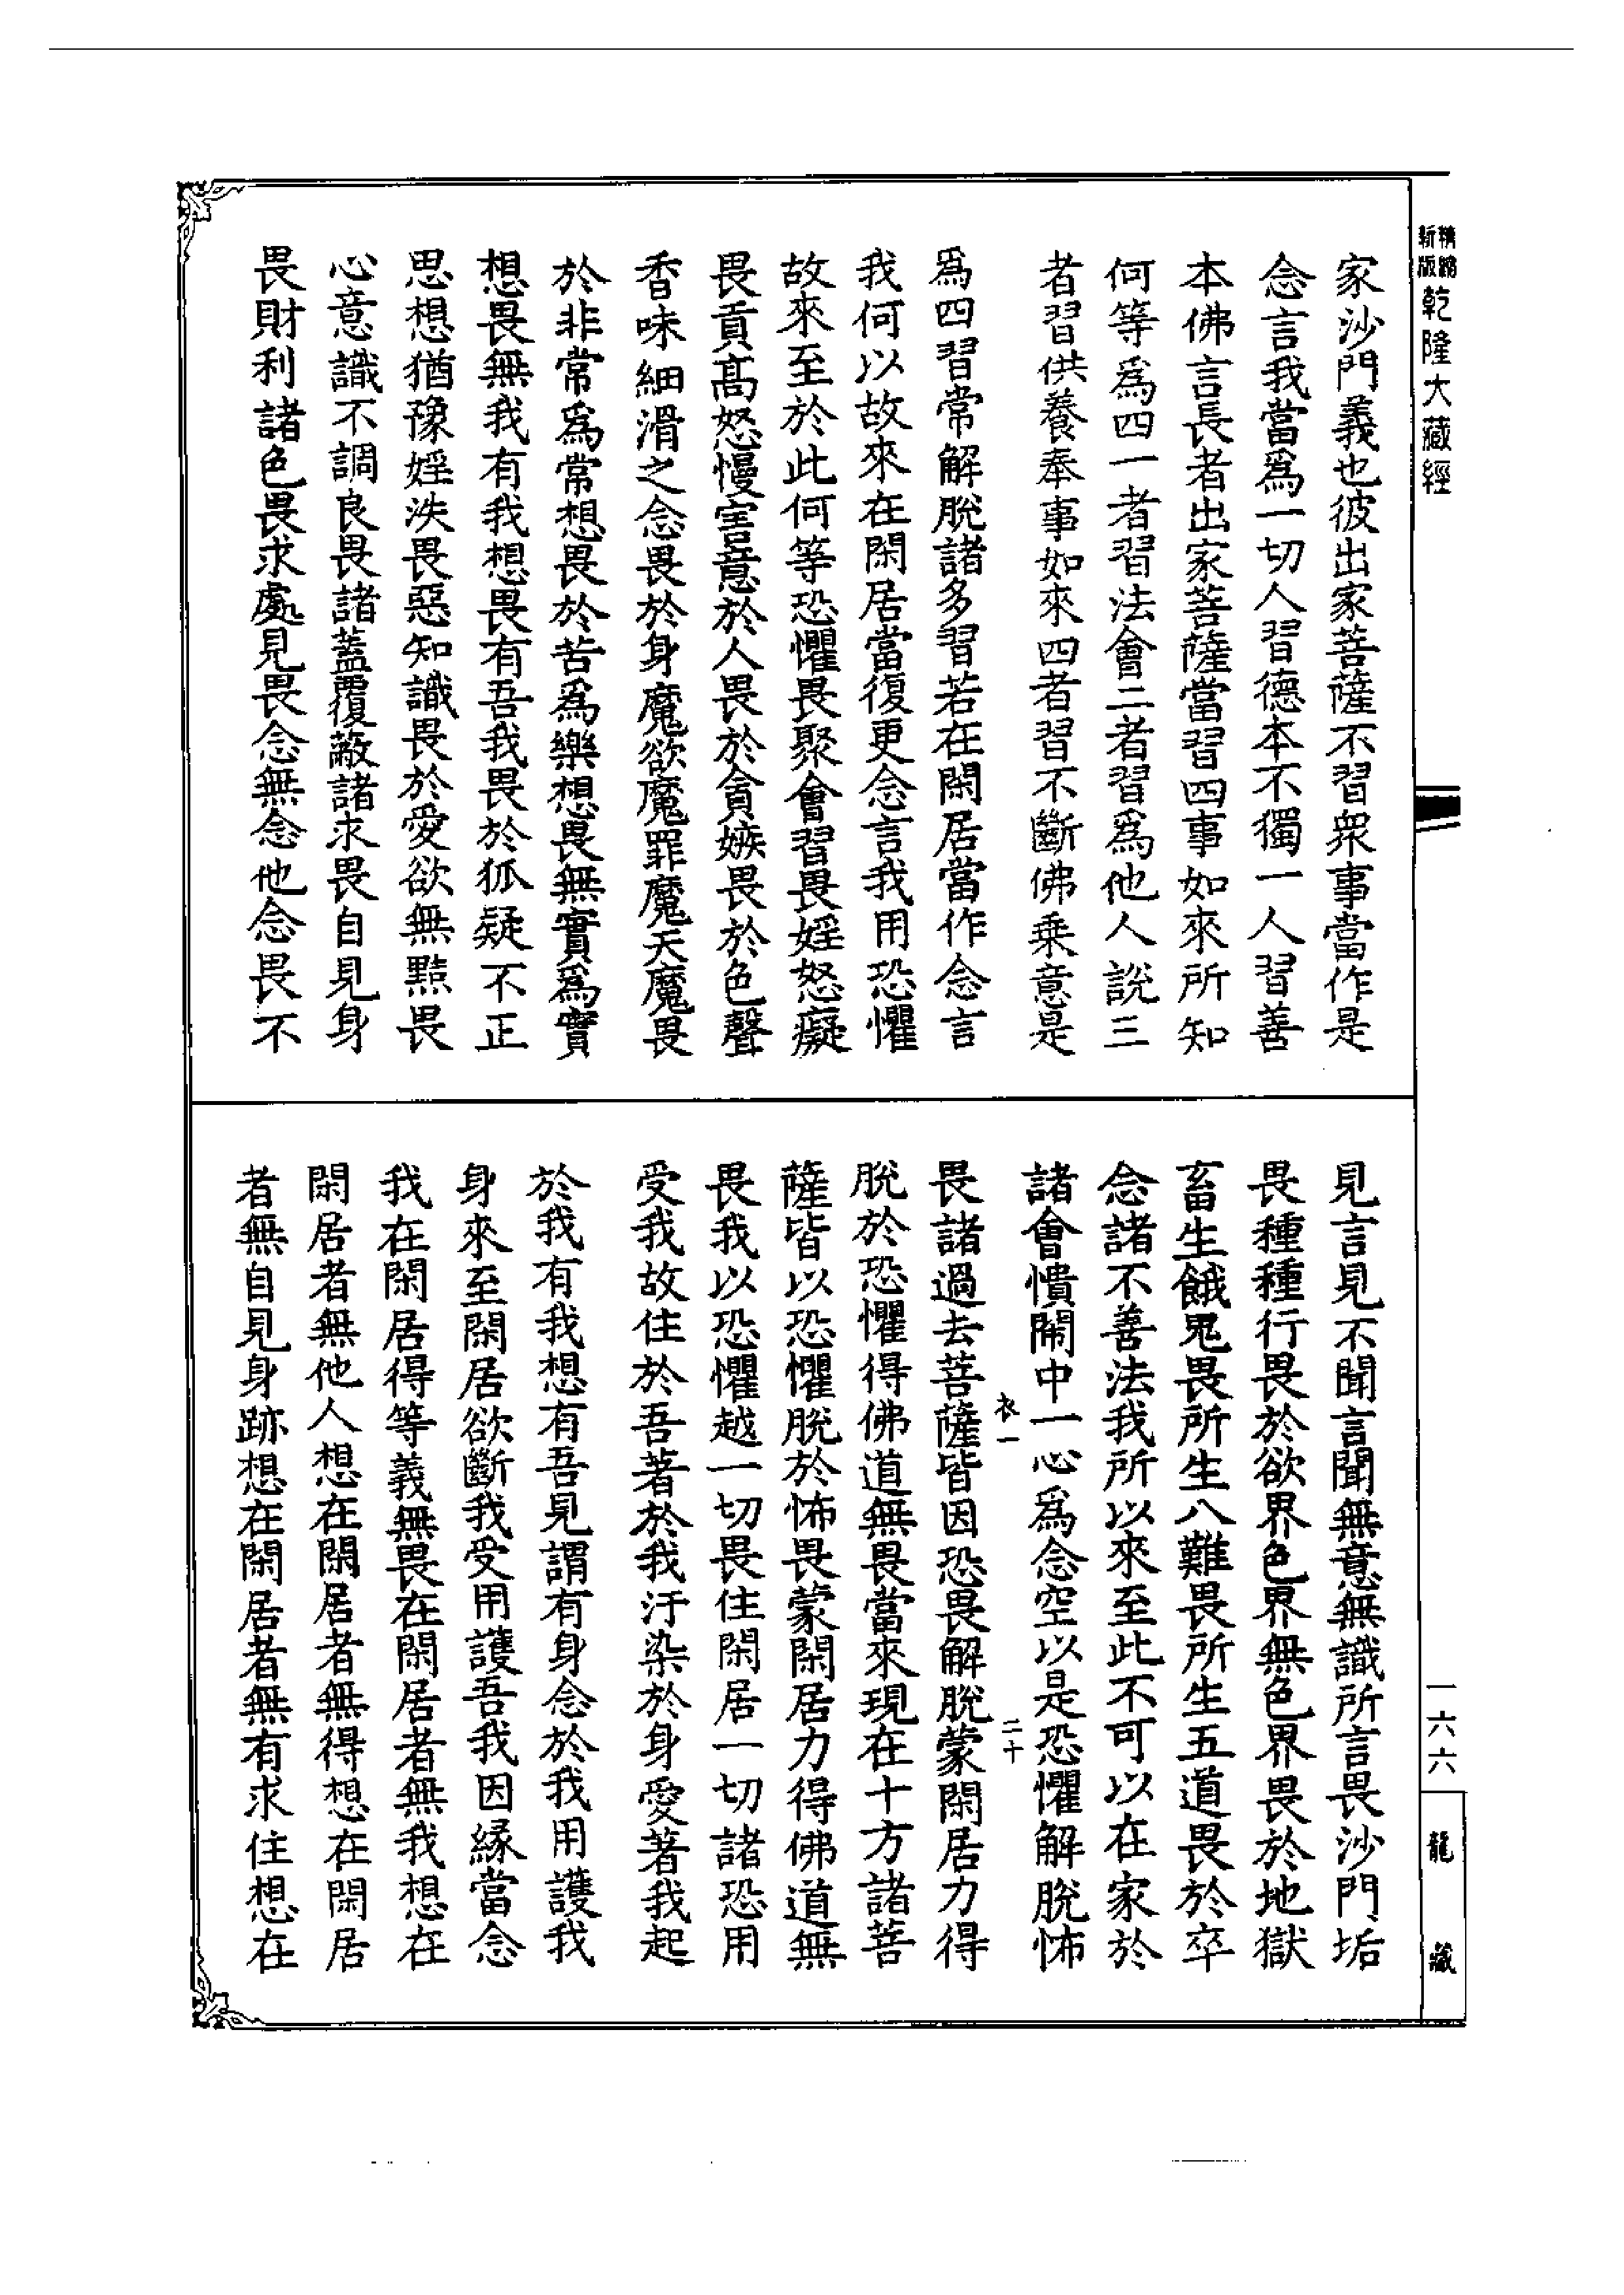 精縮新版乾隆大藏經
家沙門義也彼出家菩薩不習衆事當作是
念言我當爲一切人習德本不獨一人習善
本佛言長者出家菩薩當習四事如來所知
何等爲四一者習法會二者習爲他人說三
者習供養奉事如來四者習不斷佛乘意是
爲四習常解脫諸多習若在閑居當作念言
我何以故來在閑居當復更念言我用恐懼
故來至於此何等恐懼畏聚會習畏婬怒癡
畏貢高怒慢害意於人畏於貪嫉畏於色聲
香味細滑之念畏於身魔欲魔罪魔天魔畏
於非常爲常想畏於苦爲樂想畏無實爲實
想畏無我有我想畏有吾我畏於狐疑不正
思想猶豫婬泆畏惡知識畏於愛欲無黠畏
心意識不調良畏諸蓋覆蔽諸求畏自見身
畏財利諸色畏求處見畏念無念他念畏不
見言見不聞言聞無意無識所言畏沙門垢
畏種種行畏於欲界色界無色界畏於地獄
畜生餓鬼畏所生八難畏所生五道畏於卒
念諸不善法我所以來至此不可以在家於
諸會憒閙中一心爲念空以是恐懼解脫怖
衣一 二十
畏諸過去菩薩皆因恐畏解脫蒙閑居力得
脫於恐懼得佛道無畏當來現在十方諸菩
薩皆以恐懼脫於怖畏蒙閑居力得佛道無
畏我以恐懼越一切畏住閑居一切諸恐用
受我故住於吾著於我汙染於身愛著我起
於我有我想有吾見謂有身念於我用護我
身來至閑居欲斷我受用護吾我因緣當念
我在閑居得等義無畏在閑居者無我想在
閑居者無他人想在閑居者無得想在閑居
者無自見身跡想在閑居者無有求住想在
一六六
龍藏